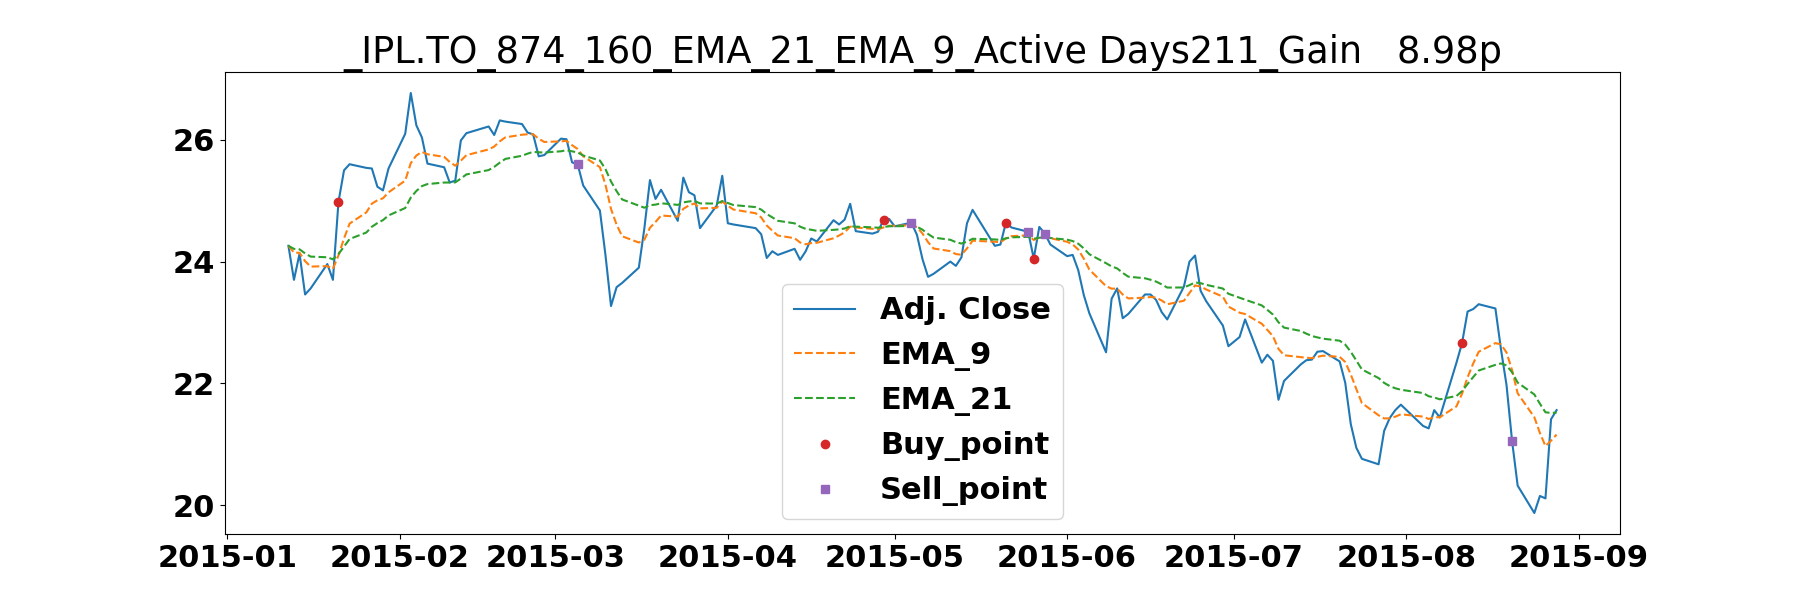 _IPL.TO_874_160_EMA_21_EMA_9_Active Days211_Gain   8.98p
26
24
22
20
Adj. Close
EMA_9
EMA_21
Buy_point
Sell_point
2015-01 2015-02 2015-03 2015-04 2015-05 2015-06 2015-07 2015-08 2015-09